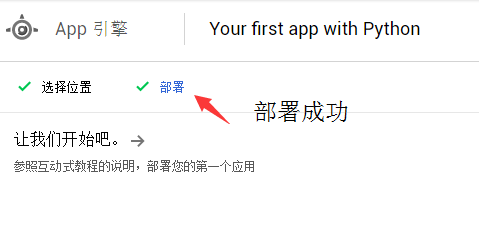 App 引擎 Your first app with Python
选择位置 部署
部署成功
让我们开始吧。
参照互动式教程的说明，部署您的第一个应用